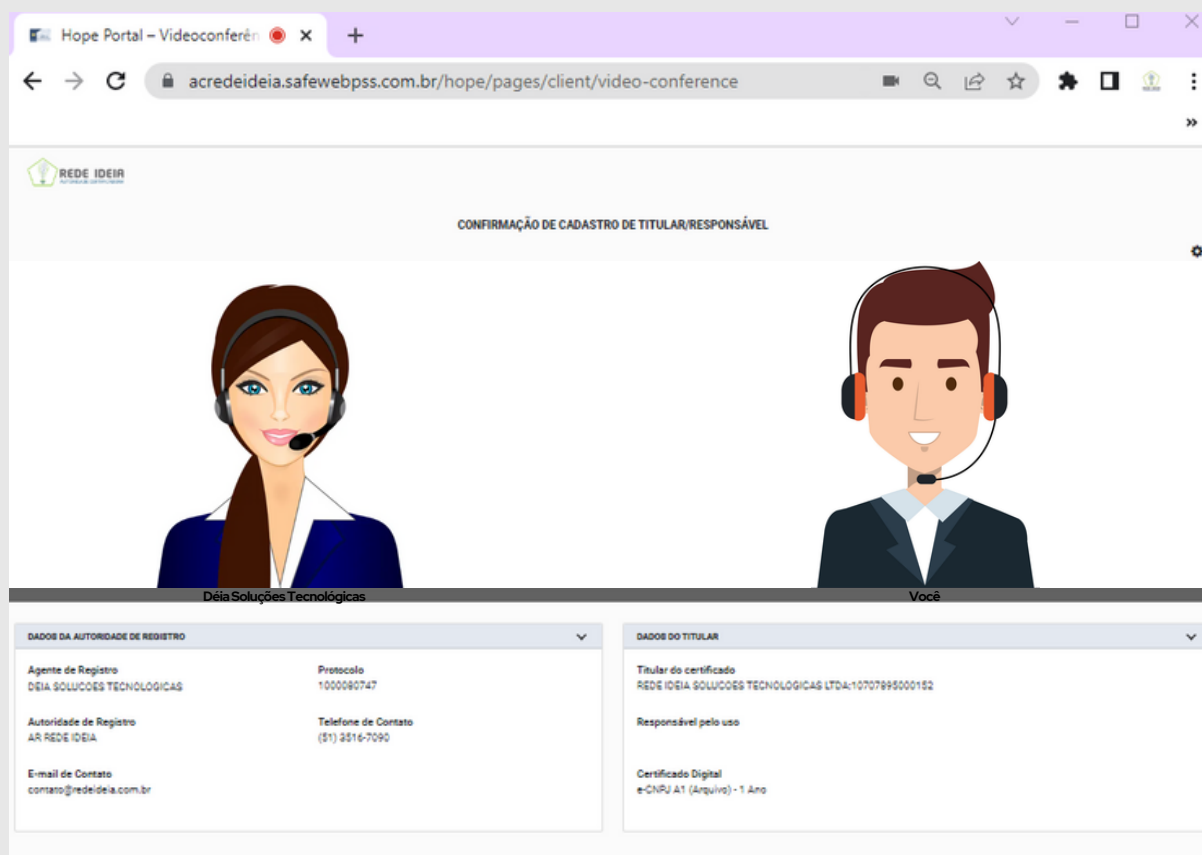 Hope Portal – Videoconferên
acredeideia.safewebpss.com.br/hope/pages/client/video-conference
REDE IDEIA
AUTORIDADE CERTIFICADORA
CONFIRMAÇÃO DE CADASTRO DE TITULAR/RESPONSÁVEL
Déia Soluções Tecnológicas
Você
DADOS DA AUTORIDADE DE REGISTRO
Agente de Registro
DEIA SOLUCOES TECNOLOGICAS
Protocolo
1000080747
Autoridade de Registro
AR REDE IDEIA
Telefone de Contato
(51) 3516-7090
E-mail de Contato
contato@redeideia.com.br
DADOS DO TITULAR
Titular do certificado
REDE IDEIA SOLUCOES TECNOLOGICAS LTDA:10707895000152
Responsável pelo uso
Certificado Digital
e-CNPJ A1 (Arquivo) - 1 Ano